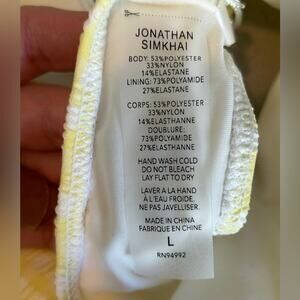 JONATHAN
SIMKHAI
BODY: 53%POLYESTER
33%NYLON
14%ELASTANE
LINING: 73%POLYAMIDE
27%ELASTANE
CORPS: 53%POLYESTER
33%NYLON
14%ELASTHANNE
DOUBLURE:
73%POLYAMIDE
27%ELASTHANNE
HAND WASH COLD
DO NOT BLEACH
LAY FLAT TO DRY
LAVER A LA HAND
A L'EAU FROIDE.
NE PAS JAVELLISER.
MADE IN CHINA
FABRIQUE EN CHINE
L
RN94992